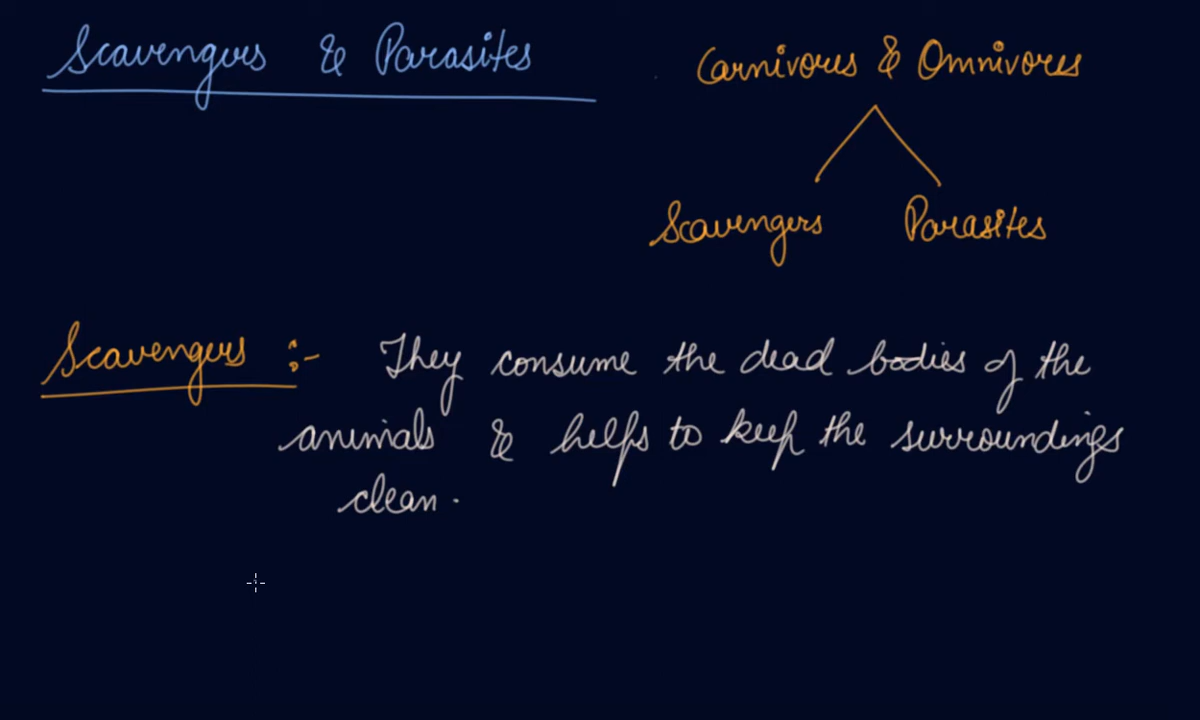 Scavengers & Parasites
Carnivores & Omnivores
Scavengers Parasites
Scavengers :- They consume the dead bodies of the
animals & helps to keep the surroundings
clean.